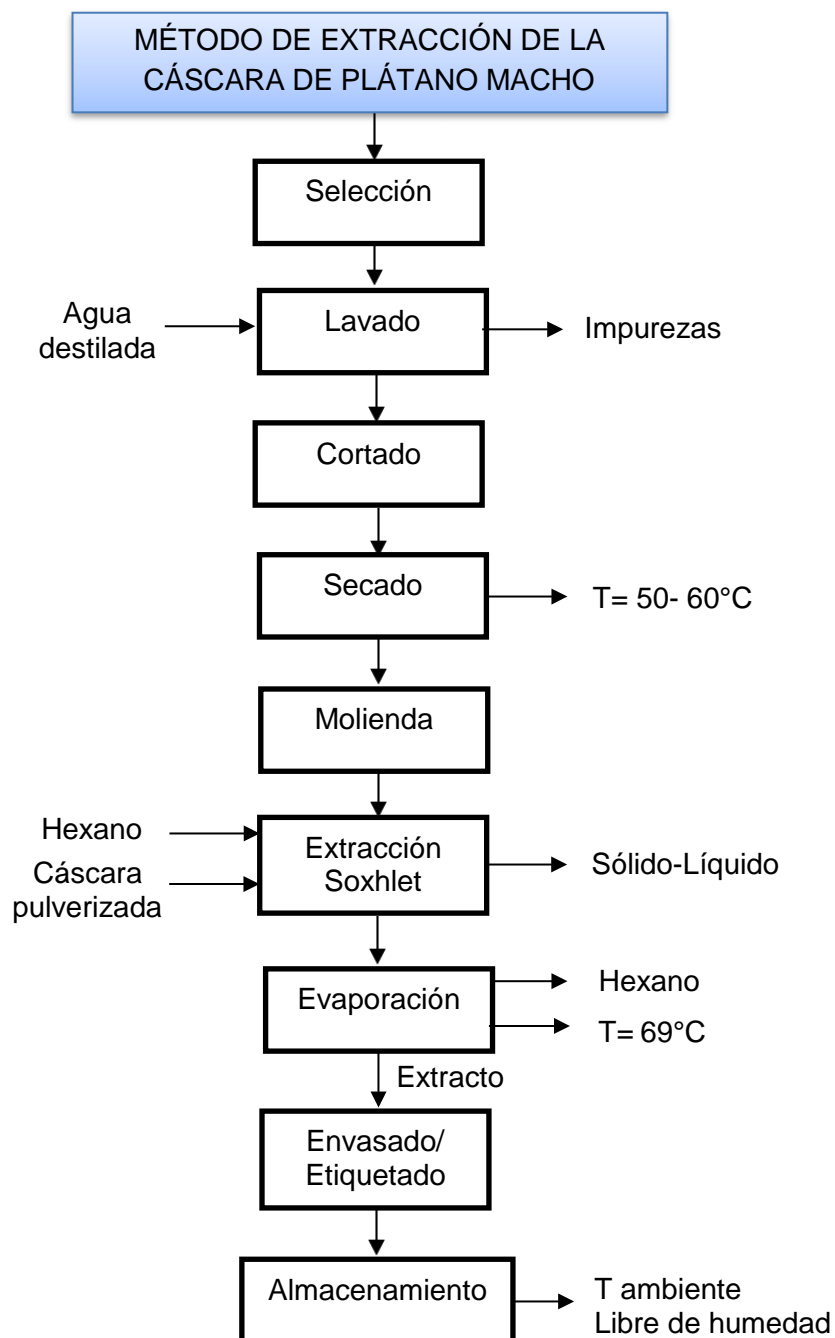 MÉTODO DE EXTRACCIÓN DE LA
CÁSCARA DE PLÁTANO MACHO
Selección
Agua
destilada
Lavado
Impurezas
Cortado
Secado
T= 50- 60°C
Molienda
Hexano
Cáscara
pulverizada
Extracción
Soxhlet
Sólido-Líquido
Evaporación
Hexano
T= 69°C
Extracto
Envasado/
Etiquetado
Almacenamiento
T ambiente
Libre de humedad